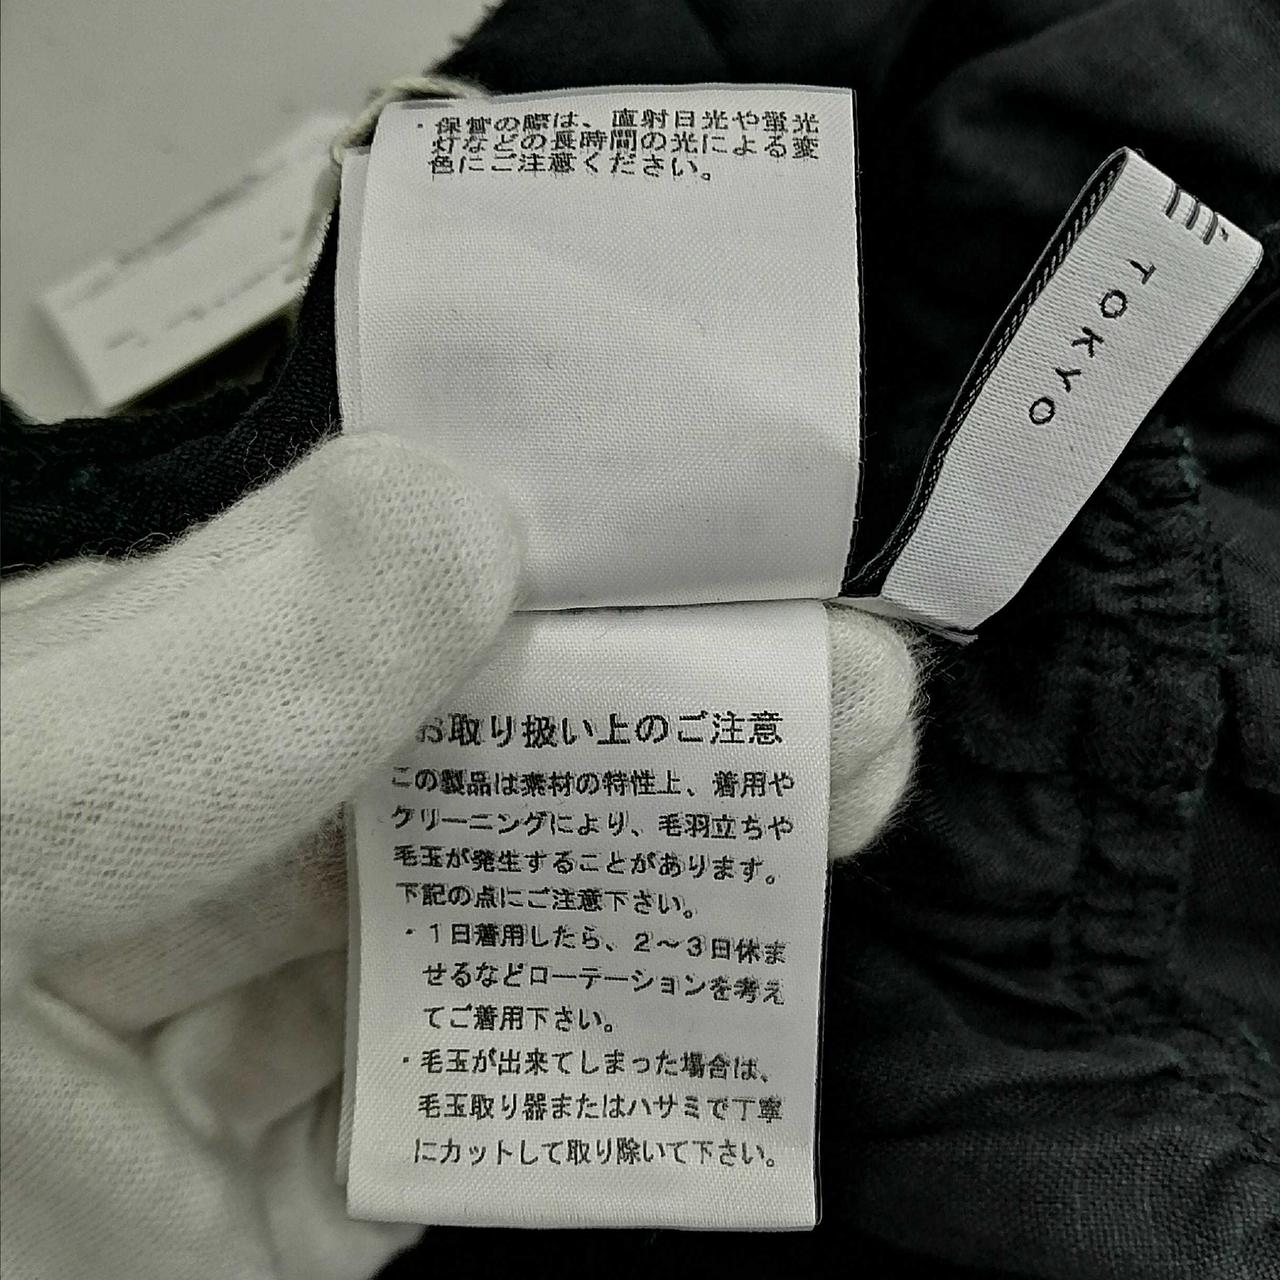 ・保管の際は、直射日光や蛍光
灯などの長時間の光による変
色にご注意ください。
TOKYO
お取り扱い上のご注意
この製品は素材の特性上、着用や
クリーニングにより、毛羽立ちや
毛玉が発生することがあります。
下記の点にご注意下さい。
・1日着用したら、2～3日休ま
せるなどローテーションを考え
てご着用下さい。
・毛玉が出来てしまった場合は、
毛玉取り器またはハサミで丁寧
にカットして取り除いて下さい。